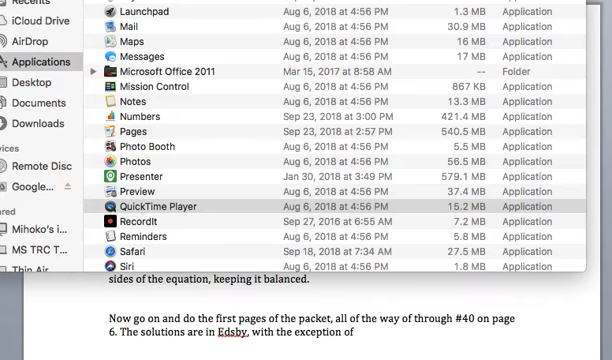 Recents
iCloud Drive
AirDrop
Applications
Desktop
Documents
Downloads
vices
Remote Disc
Google...
ared
Mihoko's i...
MS TRC T...
Thin Air
Launchpad Aug 6, 2018 at 4:56 PM 1.3 MB Application
Mail Aug 6, 2018 at 4:56 PM 30.9 MB Application
Maps Aug 6, 2018 at 4:56 PM 16 MB Application
Messages Aug 6, 2018 at 4:56 PM 17 MB Application
Microsoft Office 2011 Mar 15, 2017 at 8:58 AM -- Folder
Mission Control Aug 6, 2018 at 4:56 PM 867 KB Application
Notes Aug 6, 2018 at 4:56 PM 13.3 MB Application
Numbers Sep 23, 2018 at 3:00 PM 421.4 MB Application
Pages Sep 23, 2018 at 2:57 PM 540.5 MB Application
Photo Booth Aug 6, 2018 at 4:56 PM 5.5 MB Application
Photos Aug 6, 2018 at 4:56 PM 56.5 MB Application
Presenter Jan 30, 2018 at 3:49 PM 579.1 MB Application
Preview Aug 6, 2018 at 4:56 PM 37.4 MB Application
QuickTime Player Aug 6, 2018 at 4:56 PM 15.2 MB Application
RecordIt Sep 27, 2016 at 6:55 AM 7.2 MB Application
Reminders Aug 6, 2018 at 4:56 PM 5.8 MB Application
Safari Sep 18, 2018 at 7:34 AM 27.5 MB Application
Siri Aug 6, 2018 at 4:56 PM 1.8 MB Application
sides of the equation, keeping it balanced.
Now go on and do the first pages of the packet, all of the way of through #40 on page
6. The solutions are in Edsby, with the exception of